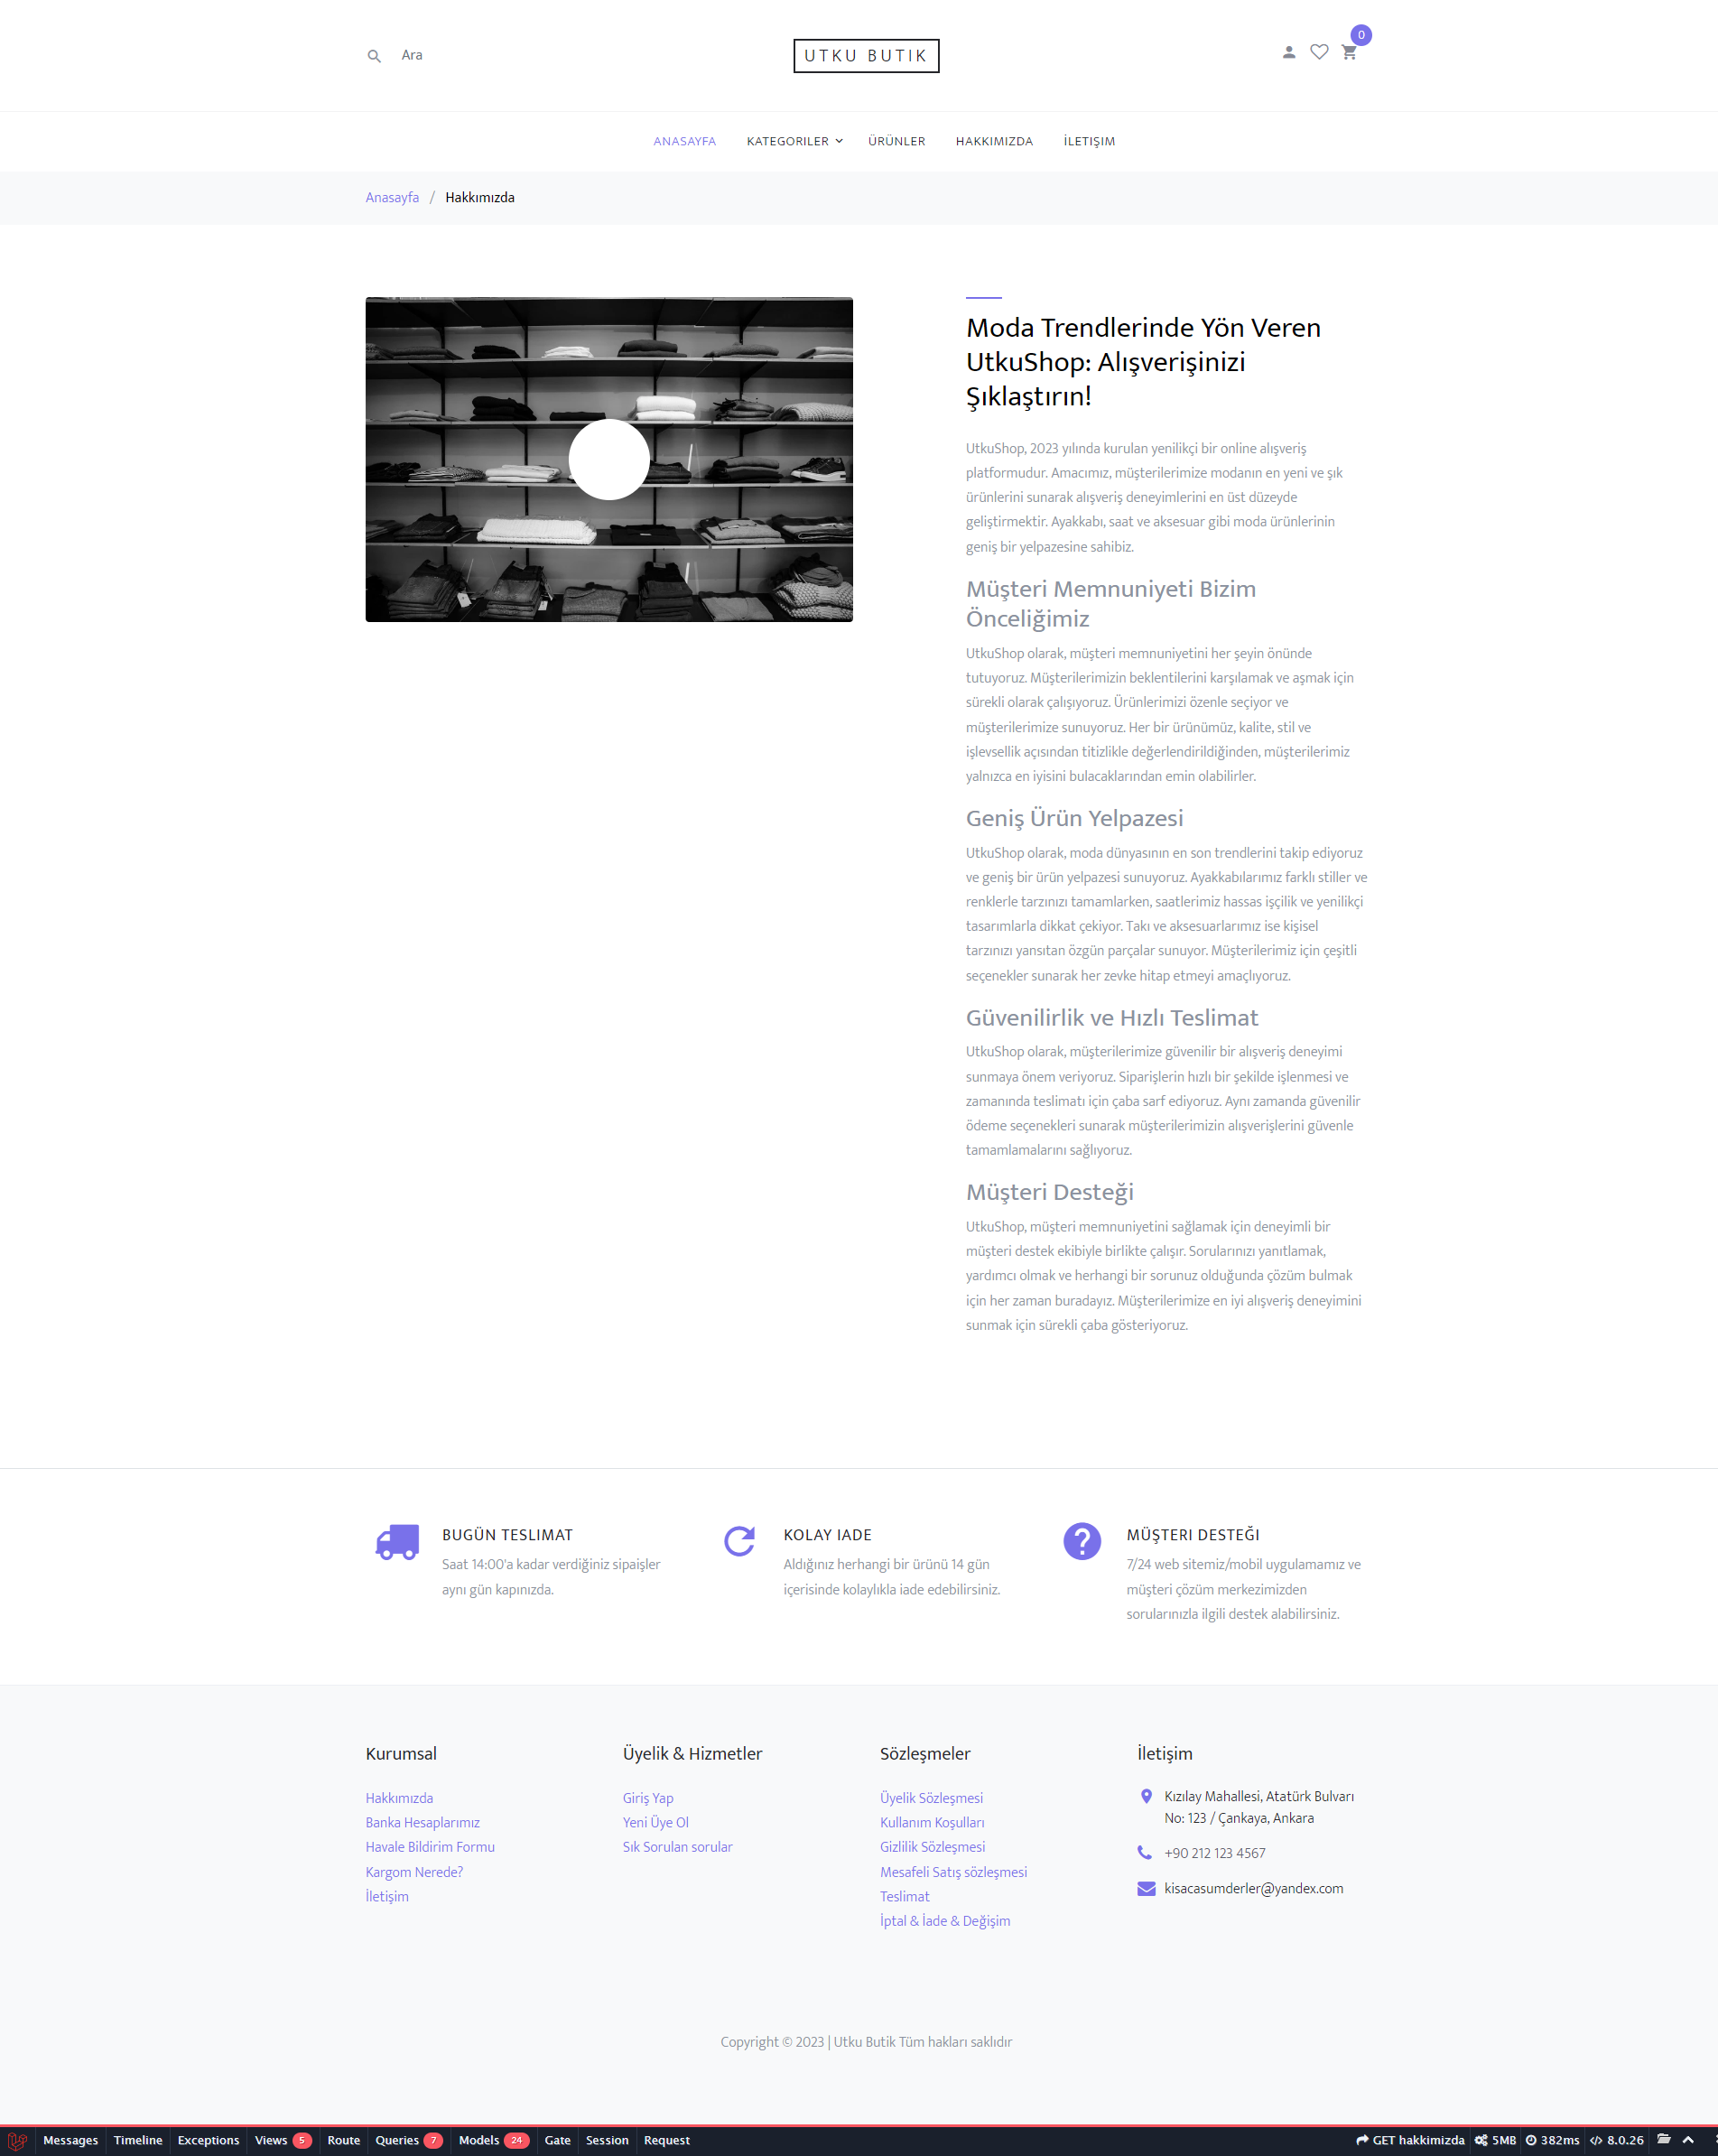 Ara
UTKU BUTIK
0
ANASAYFA KATEGORILER ÜRÜNLER HAKKIMIZDA İLETIŞIM
Anasayfa / Hakkımızda
Moda Trendlerinde Yön Veren
UtkuShop: Alışverişinizi
Şıklaştırın!
UtkuShop, 2023 yılında kurulan yenilikçi bir online alışveriş
platformudur. Amacımız, müşterilerimize modanın en yeni ve şık
ürünlerini sunarak alışveriş deneyimlerini en üst düzeyde
geliştirmektir. Ayakkabı, saat ve aksesuar gibi moda ürünlerinin
geniş bir yelpazesine sahibiz.
Müşteri Memnuniyeti Bizim
Önceliğimiz
UtkuShop olarak, müşteri memnuniyetini her şeyin önünde
tutuyoruz. Müşterilerimizin beklentilerini karşılamak ve aşmak için
sürekli olarak çalışıyoruz. Ürünlerimizi özenle seçiyor ve
müşterilerimize sunuyoruz. Her bir ürünümüz, kalite, stil ve
işlevsellik açısından titizlikle değerlendirildiğinden, müşterilerimiz
yalnızca en iyisini bulacaklarından emin olabilirler.
Geniş Ürün Yelpazesi
UtkuShop olarak, moda dünyasının en son trendlerini takip ediyoruz
ve geniş bir ürün yelpazesi sunuyoruz. Ayakkabılarımız farklı stiller ve
renklerle tarzınızı tamamlarken, saatlerimiz hassas işçilik ve yenilikçi
tasarımlarla dikkat çekiyor. Takı ve aksesuarlarımız ise kişisel
tarzınızı yansıtan özgün parçalar sunuyor. Müşterilerimiz için çeşitli
seçenekler sunarak her zevke hitap etmeyi amaçlıyoruz.
Güvenilirlik ve Hızlı Teslimat
UtkuShop olarak, müşterilerimize güvenilir bir alışveriş deneyimi
sunmaya önem veriyoruz. Siparişlerin hızlı bir şekilde işlenmesi ve
zamanında teslimatı için çaba sarf ediyoruz. Aynı zamanda güvenilir
ödeme seçenekleri sunarak müşterilerimizin alışverişlerini güvenle
tamamlamalarını sağlıyoruz.
Müşteri Desteği
UtkuShop, müşteri memnuniyetini sağlamak için deneyimli bir
müşteri destek ekibiyle birlikte çalışır. Sorularınızı yanıtlamak,
yardımcı olmak ve herhangi bir sorunuz olduğunda çözüm bulmak
için her zaman buradayız. Müşterilerimize en iyi alışveriş deneyimini
sunmak için sürekli çaba gösteriyoruz.
BUGÜN TESLIMAT
Saat 14:00'a kadar verdiğiniz sipaişler
aynı gün kapınızda.
KOLAY IADE
Aldığınız herhangi bir ürünü 14 gün
içerisinde kolaylıkla iade edebilirsiniz.
MÜŞTERI DESTEĞI
7/24 web sitemiz/mobil uygulamamız ve
müşteri çözüm merkezimizden
sorularınızla ilgili destek alabilirsiniz.
Kurumsal
Hakkımızda
Banka Hesaplarımız
Havale Bildirim Formu
Kargom Nerede?
İletişim
Üyelik & Hizmetler
Giriş Yap
Yeni Üye Ol
Sık Sorulan sorular
Sözleşmeler
Üyelik Sözleşmesi
Kullanım Koşulları
Gizlilik Sözleşmesi
Mesafeli Satış sözleşmesi
Teslimat
İptal & İade & Değişim
İletişim
Kızılay Mahallesi, Atatürk Bulvarı
No: 123 / Çankaya, Ankara
+90 212 123 4567
kisacasumderler@yandex.com
Copyright © 2023 | Utku Butik Tüm hakları saklıdır
Messages Timeline Exceptions Views 5 Route Queries 7 Models 24 Gate Session Request GET hakkimizda 5MB 382ms 8.0.26